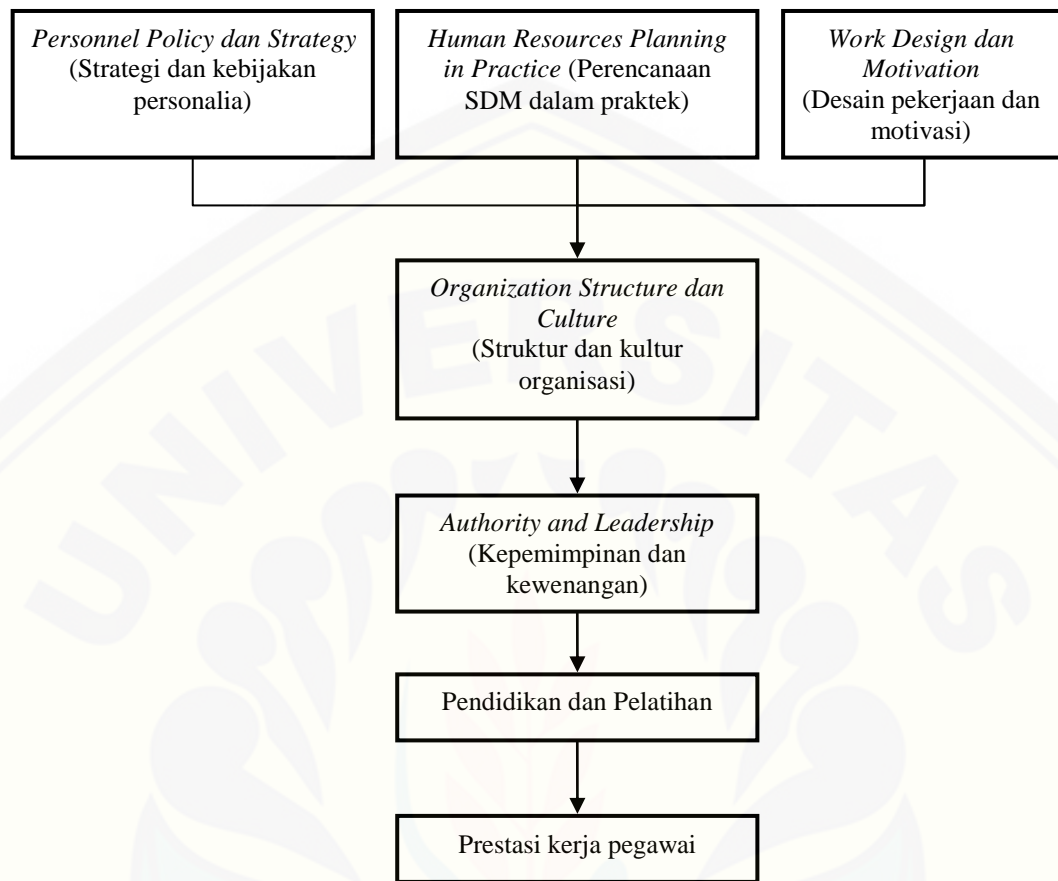 Personnel Policy dan Strategy
(Strategi dan kebijakan
personalia)
Human Resources Planning
in Practice (Perencanaan
SDM dalam praktek)
Work Design dan
Motivation
(Desain pekerjaan dan
motivasi)
Organization Structure dan
Culture
(Struktur dan kultur
organisasi)
Authority and Leadership
(Kepemimpinan dan
kewenangan)
Pendidikan dan Pelatihan
Prestasi kerja pegawai
UNIVERSITAS